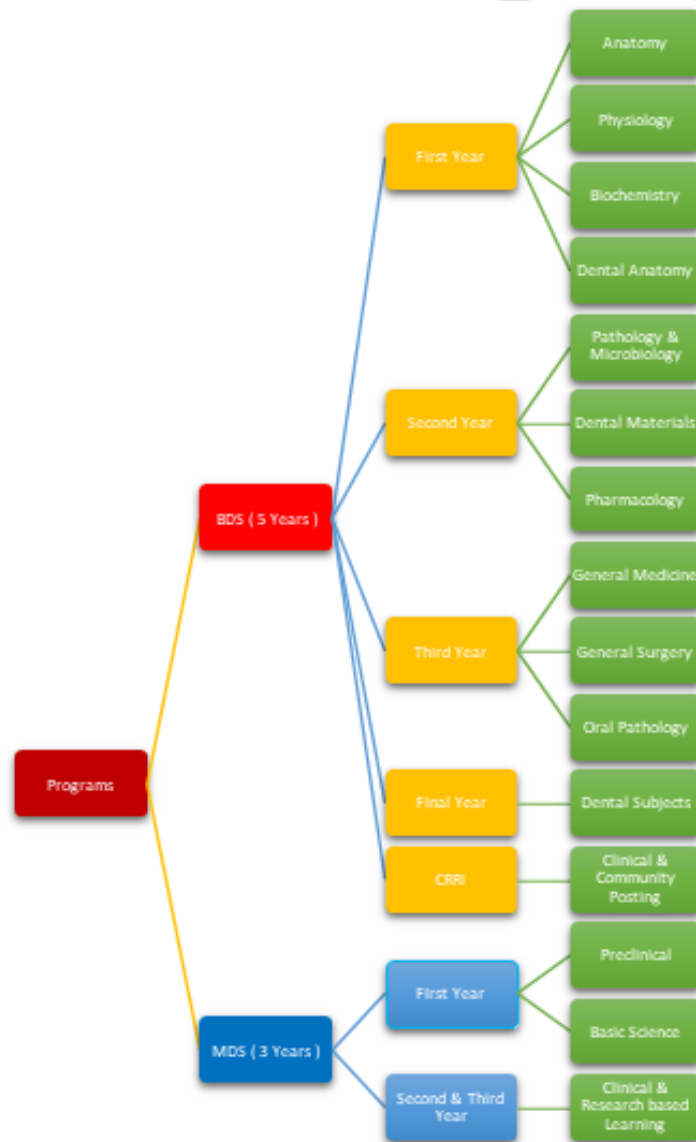 Programs
BDS ( 5 Years )
First Year
Anatomy
Physiology
Biochemistry
Dental Anatomy
Second Year
Pathology &
Microbiology
Dental Materials
Pharmacology
Third Year
General Medicine
General Surgery
Oral Pathology
Final Year
Dental Subjects
CRRI
Clinical &
Community
Posting
MDS ( 3 Years )
First Year
Preclinical
Basic Science
Second & Third
Year
Clinical &
Research based
Learning